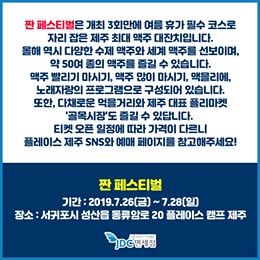 짠 페스티벌은 개최 3회만에 여름 휴가 필수 코스로
자리 잡은 제주 최대 맥주 대잔치입니다.
올해 역시 다양한 수제 맥주와 세계 맥주를 선보이며,
약 50여 종의 맥주를 즐길 수 있습니다.
맥주 빨리기 마시기, 맥주 많이 마시기, 맥믈리에,
노래자랑의 프로그램으로 구성되어 있습니다.
또한, 다채로운 먹을거리와 제주 대표 플리마켓
'골목시장'도 즐길 수 있답니다.
티켓 오픈 일정에 따라 가격이 다르니
플레이스 제주 SNS와 예매 페이지를 참고해주세요!
짠 페스티벌
기간 : 2019.7.26(금) ~ 7.28(일)
장소 : 서귀포시 성산읍 동류암로 20 플레이스 캠프 제주
JDC면세점